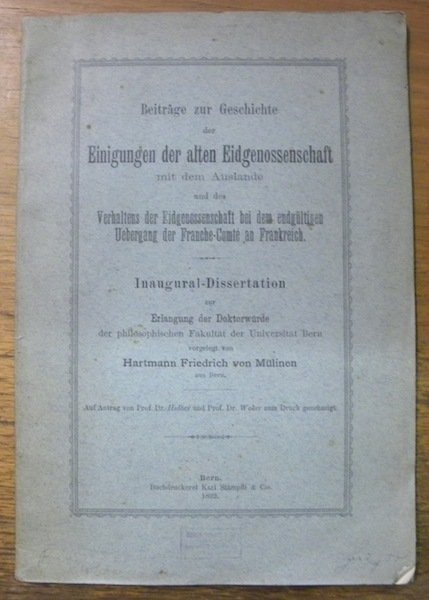 Beiträge zur Geschichte
der
Einigungen der alten Eidgenossenschaft
mit dem Auslande
und des
Verhaltens der Eidgenossenschaft bei dem endgültigen
Uebergang der Franche-Comté an Frankreich.
Inaugural-Dissertation
zur
Erlangung der Doktorwürde
der philosophischen Fakultät der Universität Bern
vorgelegt von
Hartmann Friedrich von Mülinen
aus Bern.
Auf Antrag von Prof. Dr. und Prof. Dr. zum Druck genehmigt.
Bern.
Buchdruckerei Karl Stämpfli & Cie.